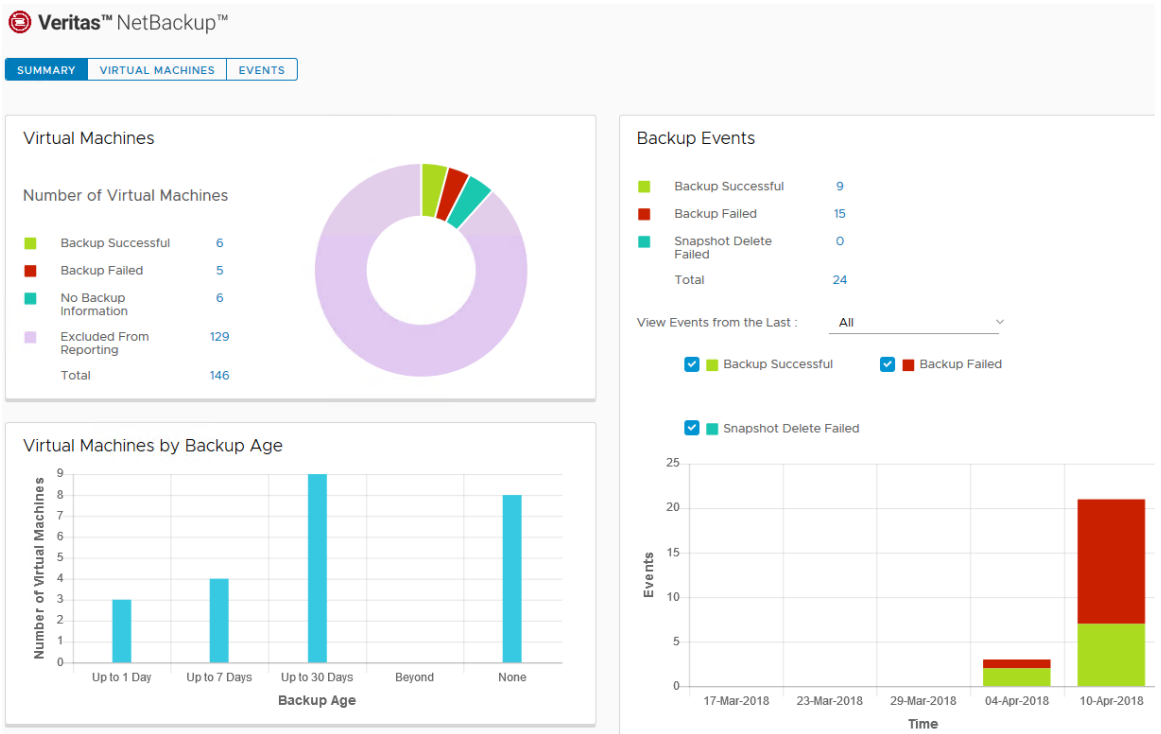 Veritas™ NetBackup™
SUMMARY VIRTUAL MACHINES EVENTS
Virtual Machines
Number of Virtual Machines
Backup Successful 6
Backup Failed 5
No Backup
Information 6
Excluded From
Reporting 129
Total 146
Virtual Machines by Backup Age
Number of Virtual Machines
9
8
7
6
5
4
3
2
1
0
Up to 1 Day Up to 7 Days Up to 30 Days Beyond None
Backup Age
Backup Events
Backup Successful 9
Backup Failed 15
Snapshot Delete
Failed 0
Total 24
View Events from the Last : All
Backup Successful Backup Failed
Snapshot Delete Failed
Events
25
20
15
10
5
0
17-Mar-2018 23-Mar-2018 29-Mar-2018 04-Apr-2018 10-Apr-2018
Time